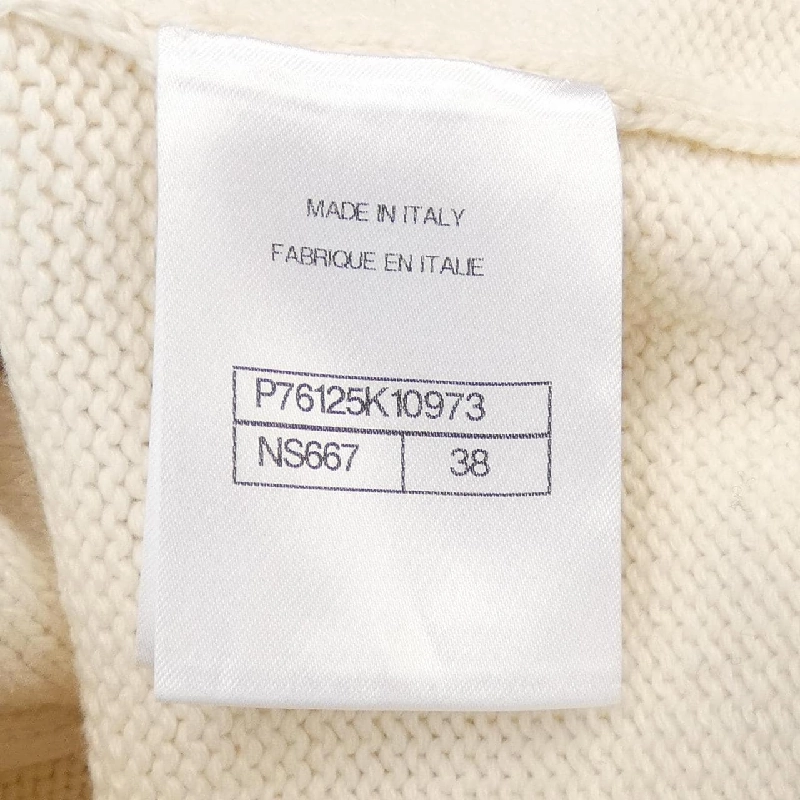 MADE IN ITALY
FABRIQUE EN ITALIE
P76125K10973
NS667 38